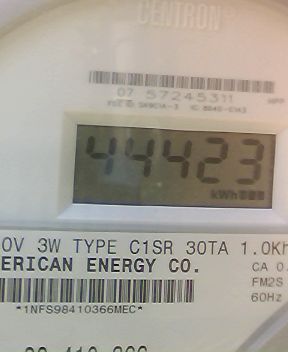 CENTRON®
07 57245311
44423
kWh
0V 3W TYPE C1SR 30TA 1.0Kh
ERICAN ENERGY CO.
CA 0.
FM2S
60Hz
*1NFS98410366MEC*